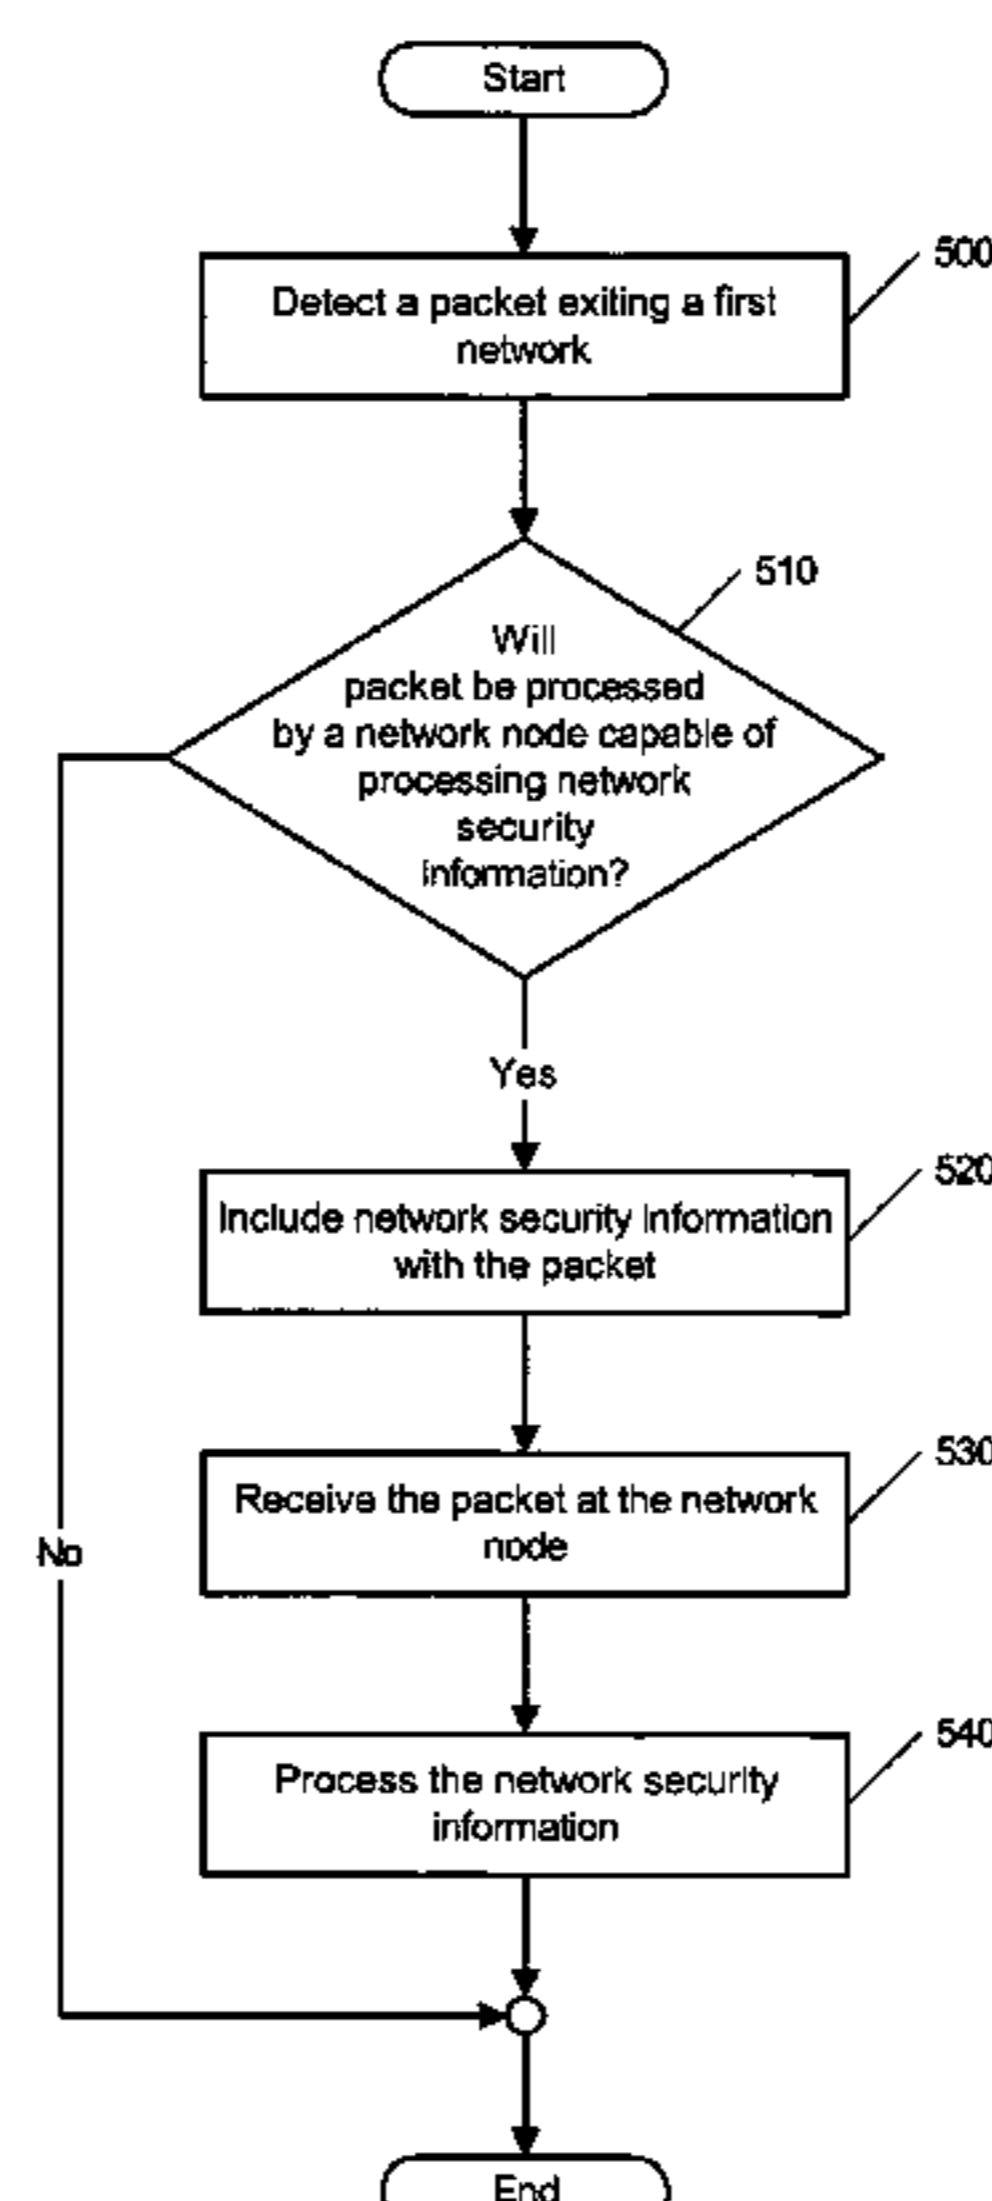 Start
500
Detect a packet exiting a first
network
510
Will
packet be processed
by a network node capable of
processing network
security
information?
Yes
520
Include network security information
with the packet
530
Receive the packet at the network
node
No
540
Process the network security
information
End